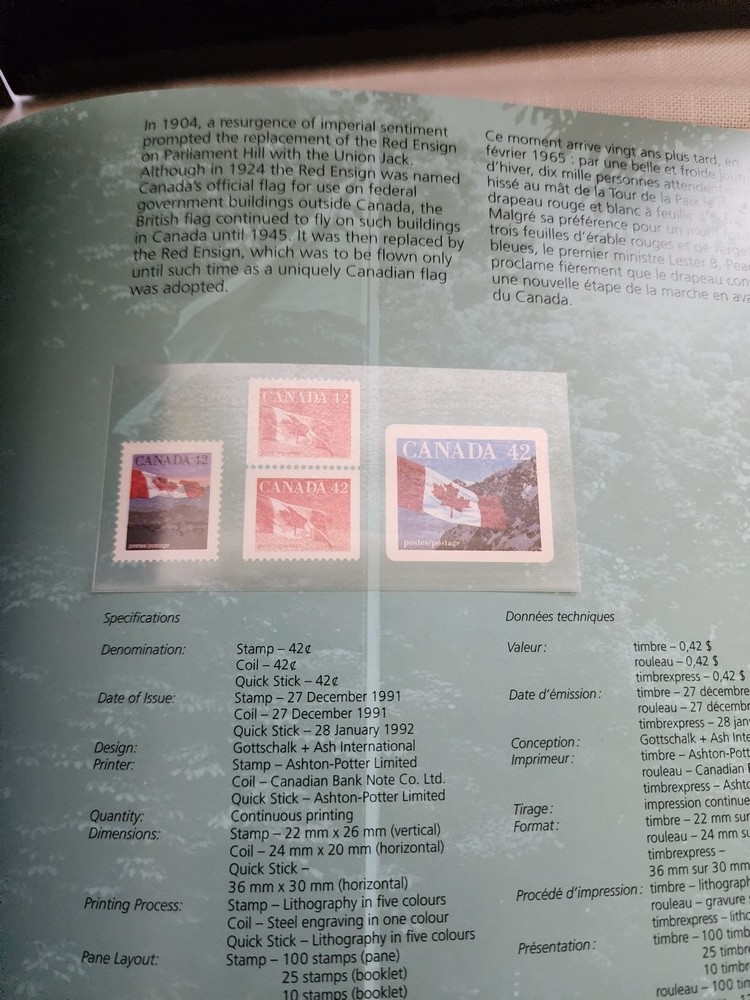 In 1904, a resurgence of imperial sentiment
prompted the replacement of the Red Ensign
on Parliament Hill with the Union Jack.
Although in 1924 the Red Ensign was named
Canada's official flag for use on federal
government buildings outside Canada, the
British flag continued to fly on such buildings
in Canada until 1945. It was then replaced by
the Red Ensign, which was to be flown only
until such time as a uniquely Canadian flag
was adopted.
Ce moment arrive vingt ans plus tard, en
février 1965 : par une belle et froide
d'hiver, dix mille personnes attendent
hissé au mât de la Tour de la Paix
drapeau rouge et blanc à feuille
Malgré sa préférence pour un
trois feuilles d'érable rouges et de
bleues, le premier ministre Lester B.
proclame fièrement que le drapeau
une nouvelle étape de la marche en
du Canada.
CANADA 42
postes/postage
CANADA 42
CANADA 42
CANADA 42
postes/postage
Specifications
Denomination: Stamp – 42¢
Coil – 42¢
Quick Stick – 42¢
Date of Issue: Stamp – 27 December 1991
Coil – 27 December 1991
Quick Stick – 28 January 1992
Design: Gottschalk + Ash International
Printer: Stamp – Ashton-Potter Limited
Coil – Canadian Bank Note Co. Ltd.
Quick Stick – Ashton-Potter Limited
Quantity: Continuous printing
Dimensions: Stamp – 22 mm x 26 mm (vertical)
Coil – 24 mm x 20 mm (horizontal)
Quick Stick –
36 mm x 30 mm (horizontal)
Printing Process: Stamp – Lithography in five colours
Coil – Steel engraving in one colour
Quick Stick – Lithography in five colours
Pane Layout: Stamp – 100 stamps (pane)
25 stamps (booklet)
10 stamps (booklet)
Données techniques
Valeur : timbre – 0,42 $
rouleau – 0,42 $
timbrexpress – 0,42 $
Date d'émission : timbre – 27 décembre
rouleau – 27 décemb
timbrexpress – 28 jan
Conception : Gottschalk + Ash Inte
Imprimeur : timbre – Ashton-Pott
rouleau – Canadian
timbrexpress – Ashto
Tirage : impression continue
Format : timbre – 22 mm sur
rouleau – 24 mm su
timbrexpress –
36 mm sur 30 mm
Procédé d'impression : timbre – lithograph
rouleau – gravure
timbrexpress – litho
Présentation : timbre – 100 timb
25 timb
10 timbr
rouleau – 100 ti